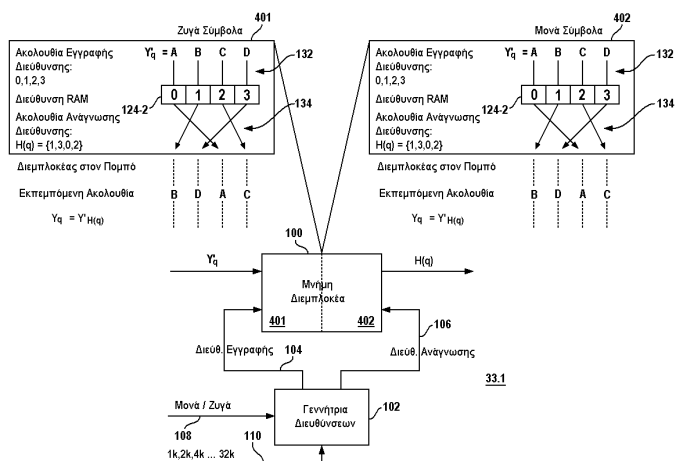 Ζυγά Σύμβολα 401
Ακολουθία Εγγραφής Y'q = A B C D 132
Διεύθυνσης:
0,1,2,3
Διεύθυνση RAM 124-2 0 1 2 3
Ακολουθία Ανάγνωσης 134
Διεύθυνσης:
H(q) = {1,3,0,2}
Διεμπλοκέας στον Πομπό
Εκπεμπόμενη Ακολουθία B D A C
Yq = Y'H(q)
Μονά Σύμβολα 402
Ακολουθία Εγγραφής Y'q = A B C D 132
Διεύθυνσης:
0,1,2,3
Διεύθυνση RAM 124-2 0 1 2 3
Ακολουθία Ανάγνωσης 134
Διεύθυνσης:
H(q) = {1,3,0,2}
Διεμπλοκέας στον Πομπό
Εκπεμπόμενη Ακολουθία B D A C
Yq = Y'H(q)
100
Y'q H(q)
Μνήμη
Διεμπλοκέα
401 402
106
Διεύθ. Εγγραφής Διεύθ. Ανάγνωσης
104
33.1
Μονά / Ζυγά
Γεννήτρια
Διευθύνσεων
102
108 110
1k,2k,4k ... 32k